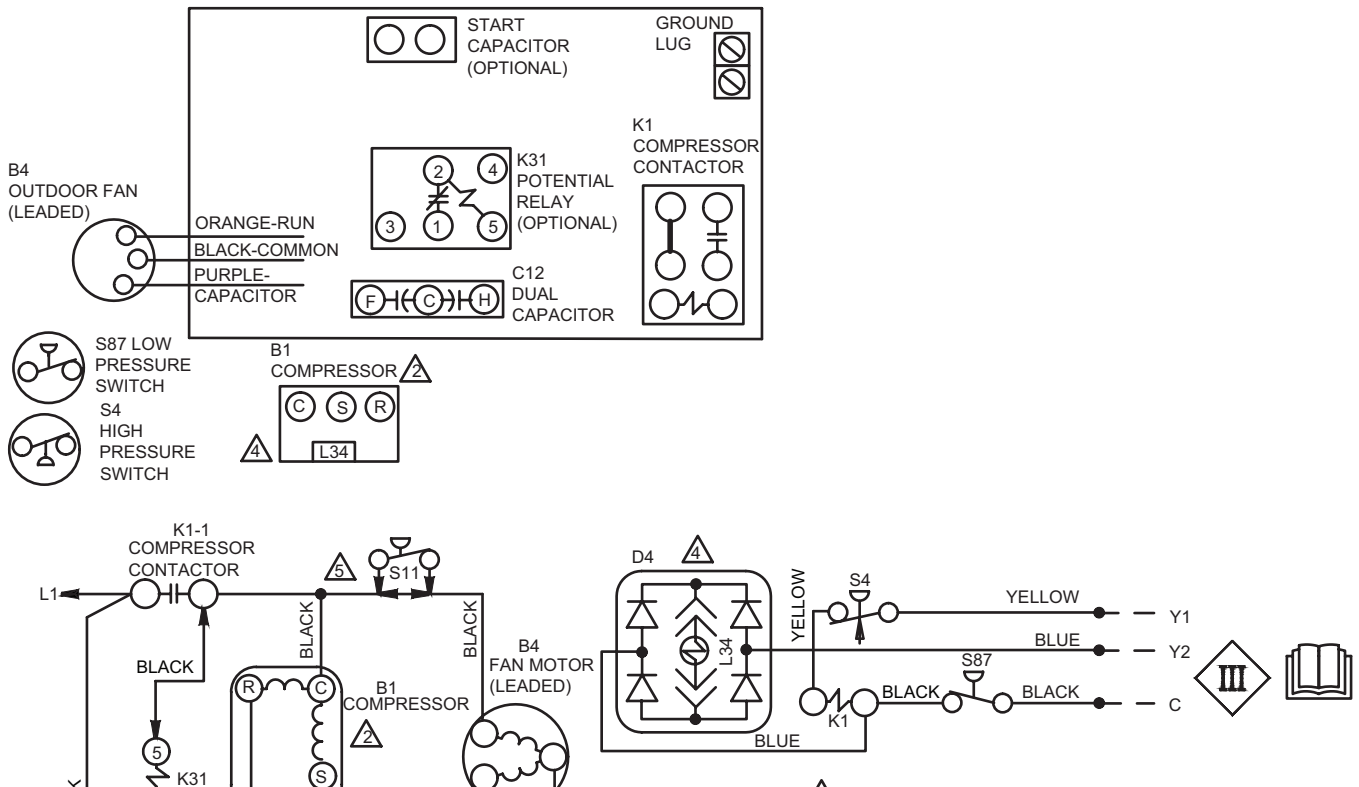 START
CAPACITOR
(OPTIONAL)
GROUND
LUG
K1
COMPRESSOR
CONTACTOR
B4
OUTDOOR FAN
(LEADED)
2
4
3
1
5
K31
POTENTIAL
RELAY
(OPTIONAL)
ORANGE-RUN
BLACK-COMMON
PURPLE-
CAPACITOR
F
C
H
C12
DUAL
CAPACITOR
S87 LOW
PRESSURE
SWITCH
S4
HIGH
PRESSURE
SWITCH
B1
COMPRESSOR
2
C
S
R
4
L34
K1-1
COMPRESSOR
CONTACTOR
L1
5
S11
BLACK
BLACK
BLACK
5
K31
R
C
S
B1
COMPRESSOR
2
B4
FAN MOTOR
(LEADED)
D4
4
L34
YELLOW
S4
YELLOW
Y1
BLUE
Y2
S87
K1
BLACK
BLACK
C
BLUE
III